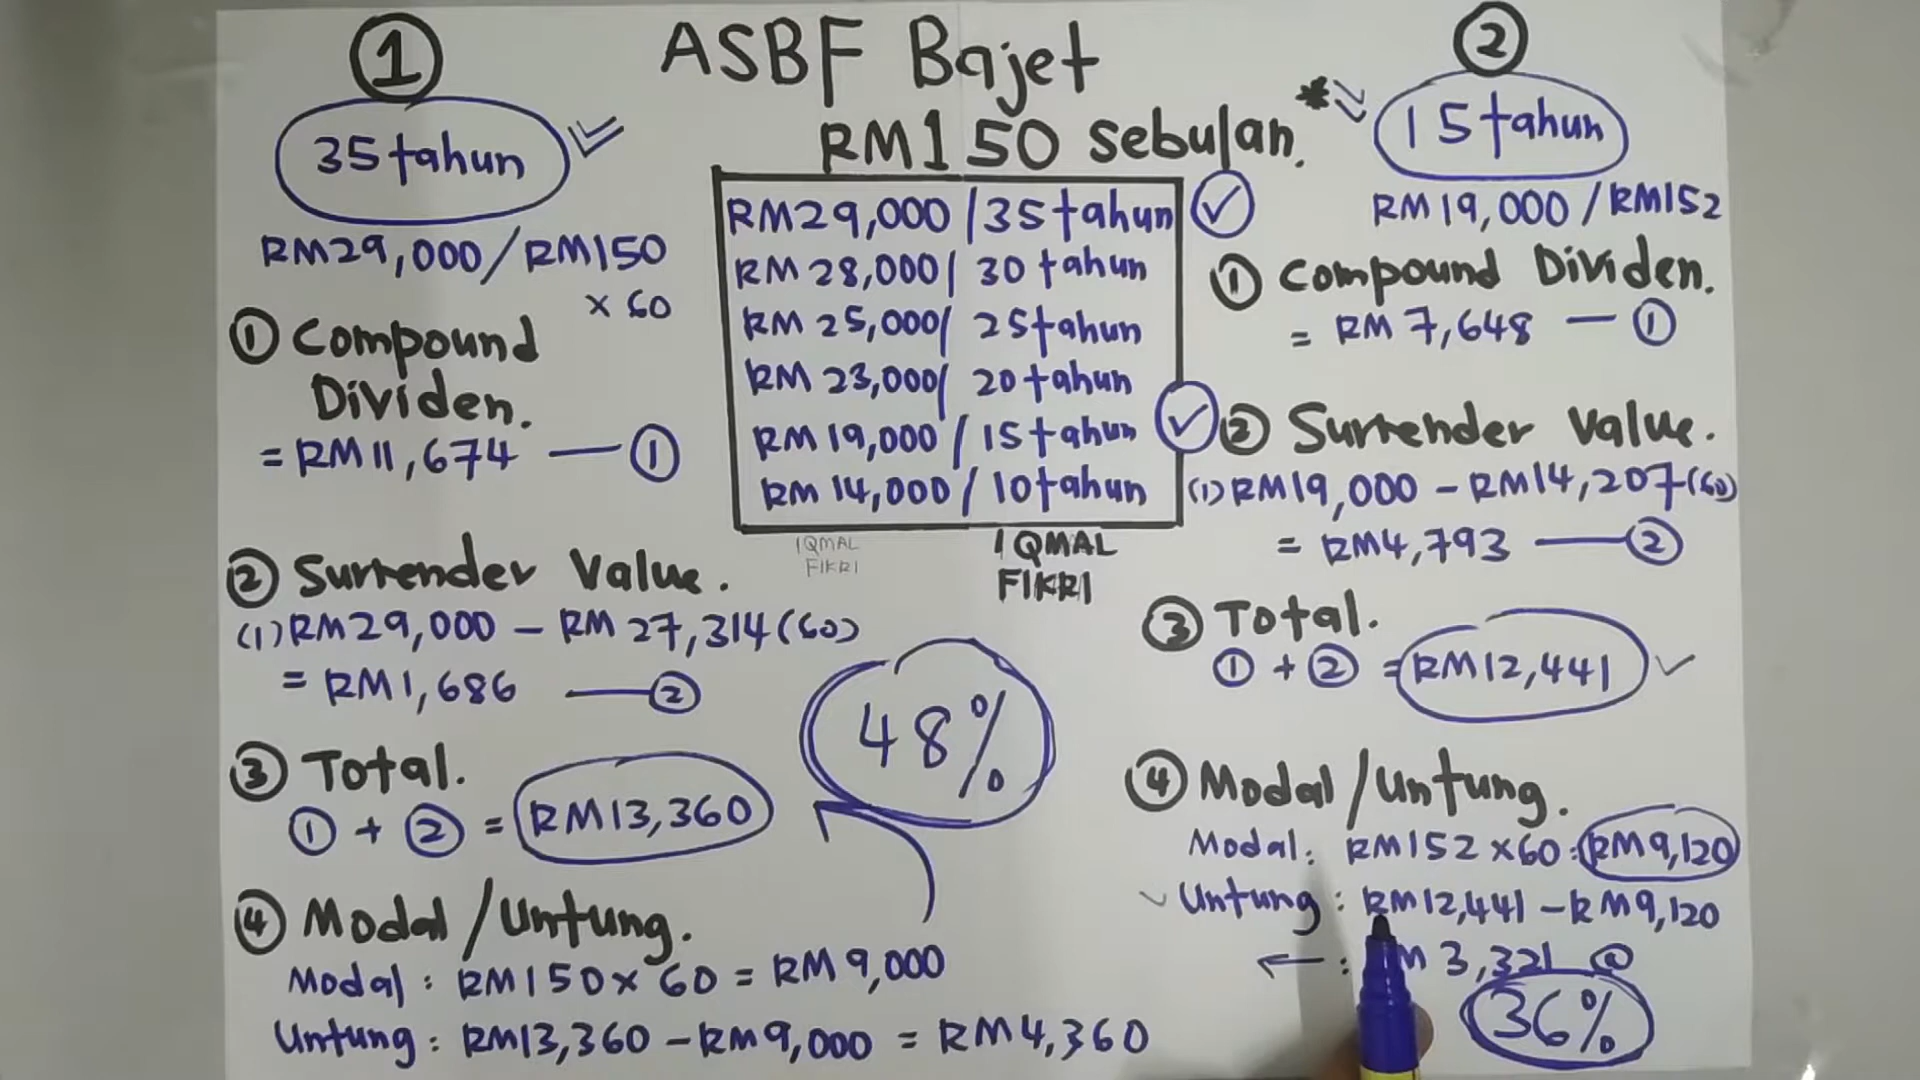 ASBF Bajet
RM150 sebulan.
1
35 tahun
RM29,000/RM150
x 60
① Compound
Dividen.
= RM11,674 — ①
② Surrender Value.
(1) RM29,000 - RM27,314(60)
= RM1,686 — ②
③ Total.
① + ② = RM13,360
④ Modal/Untung.
Modal: RM150 x 60 = RM9,000
Untung: RM13,360 - RM9,000 = RM4,360
48%
RM29,000/35 tahun
RM28,000/30 tahun
RM25,000/25 tahun
RM23,000/20 tahun
RM19,000/15 tahun
RM14,000/10 tahun
IQMAL
FIKRI
IQMAL
FIKRI
2
* 15 tahun
RM19,000/RM152
① Compound Dividen.
= RM7,648 — ①
② Surrender Value.
(1) RM19,000 - RM14,207(60)
= RM4,793 — ②
③ Total.
① + ② = RM12,441
④ Modal/Untung.
Modal: RM152 x 60 = RM9,120
Untung: RM12,441 - RM9,120
← : M 3,321 @
36%